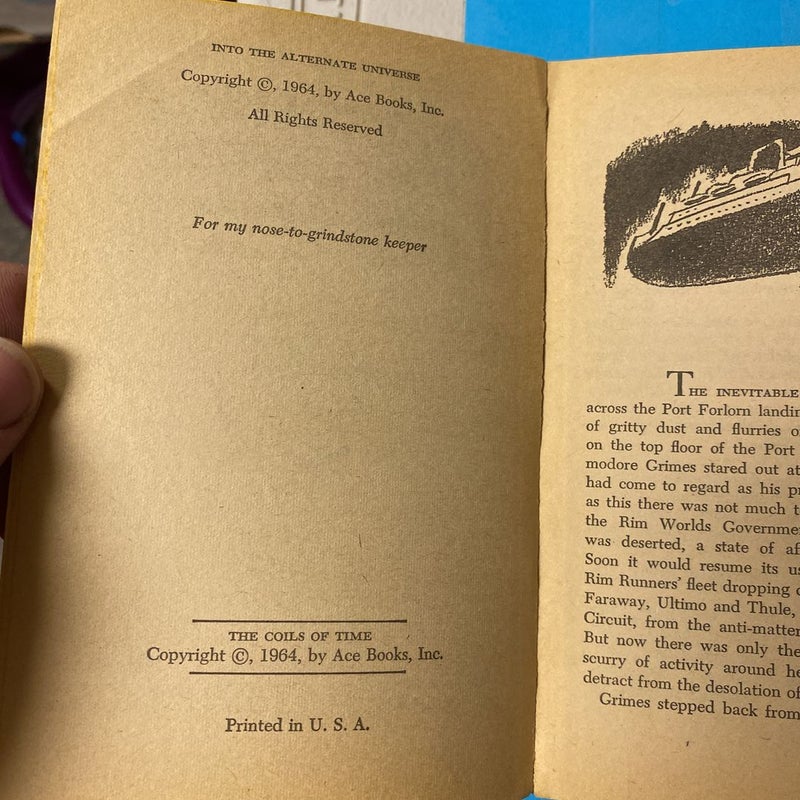 INTO THE ALTERNATE UNIVERSE
Copyright ©, 1964, by Ace Books, Inc.
All Rights Reserved
For my nose-to-grindstone keeper
THE COILS OF TIME
Copyright ©, 1964, by Ace Books, Inc.
Printed in U. S. A.
THE INEVITABLE
across the Port Forlorn landin
of gritty dust and flurries o
on the top floor of the Port
modore Grimes stared out at
had come to regard as his p
as this there was not much t
the Rim Worlds Governme
was deserted, a state of af
Soon it would resume its u
Rim Runners' fleet dropping
Faraway, Ultimo and Thule,
Circuit, from the anti-matter
But now there was only the
scurry of activity around he
detract from the desolation of
Grimes stepped back from